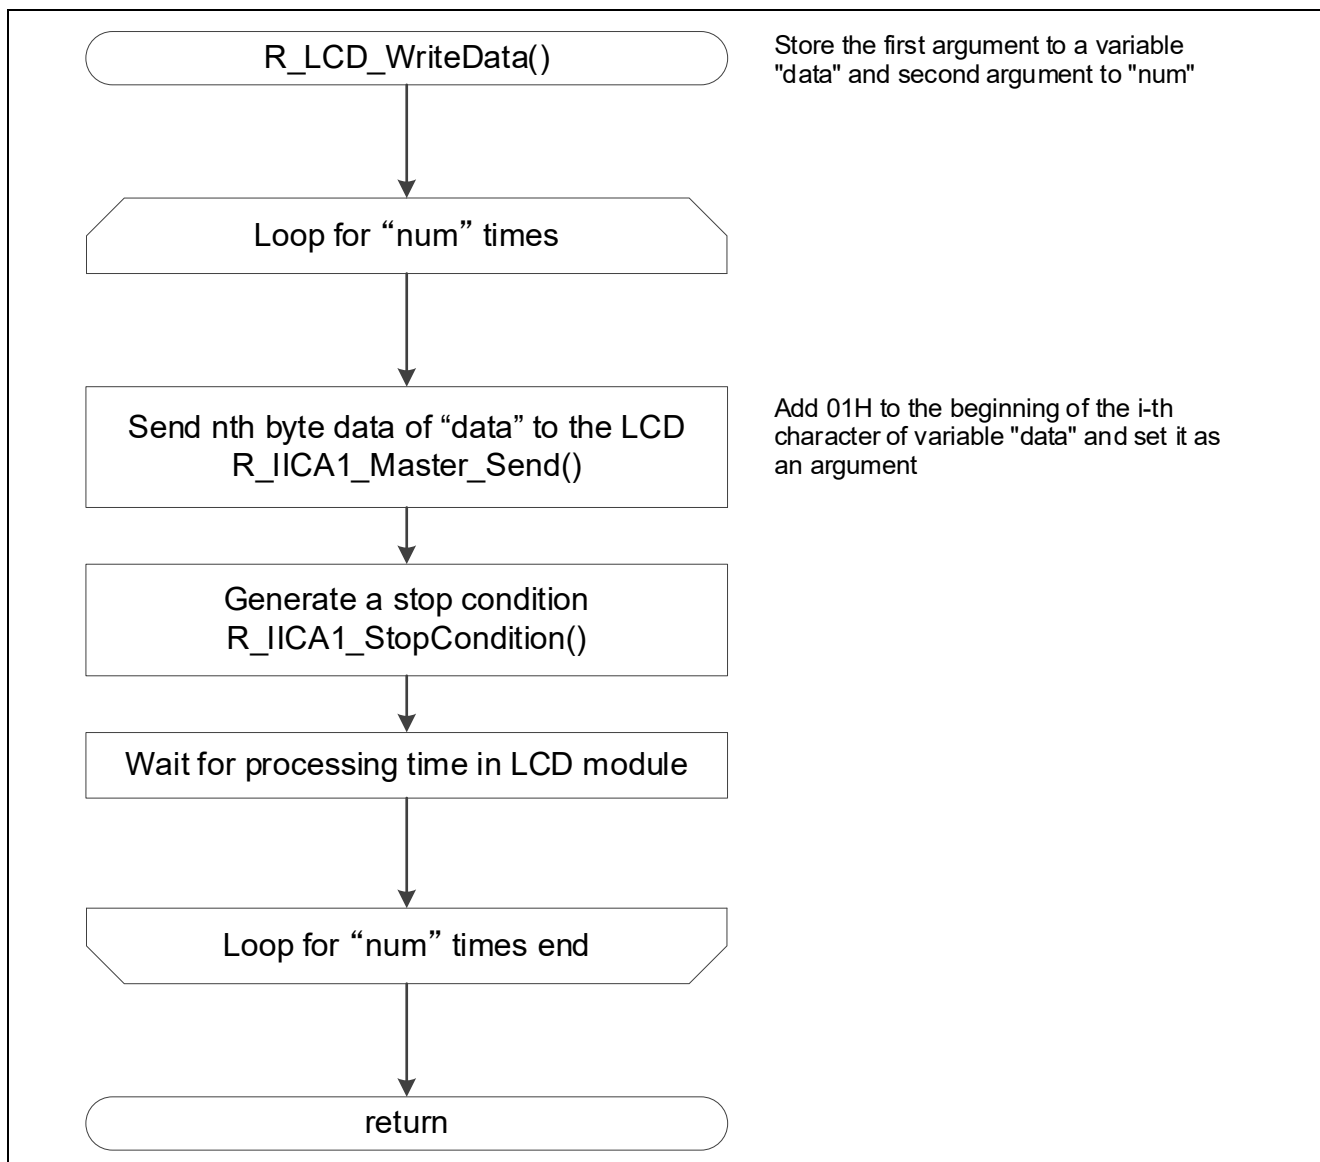 R_LCD_WriteData()
Store the first argument to a variable
"data" and second argument to "num"
Loop for “num” times
Send nth byte data of “data” to the LCD
R_IICA1_Master_Send()
Add 01H to the beginning of the i-th
character of variable "data" and set it as
an argument
Generate a stop condition
R_IICA1_StopCondition()
Wait for processing time in LCD module
Loop for “num” times end
return